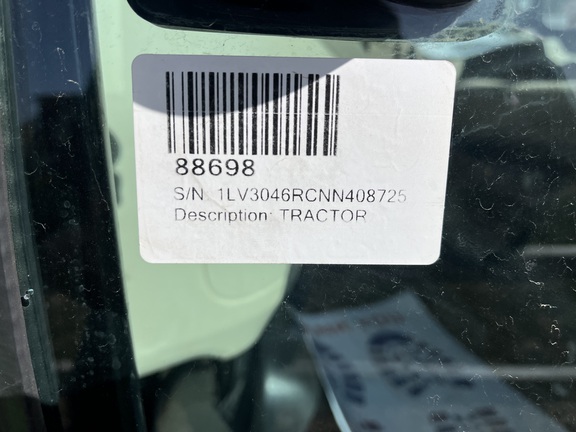 88698
S/N 1LV3046RCNN408725
Description: TRACTOR